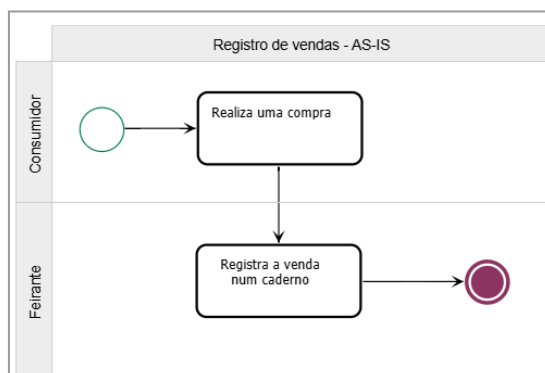 Registro de vendas - AS-IS
Consumidor
Realiza uma compra
Feirante
Registra a venda
num caderno